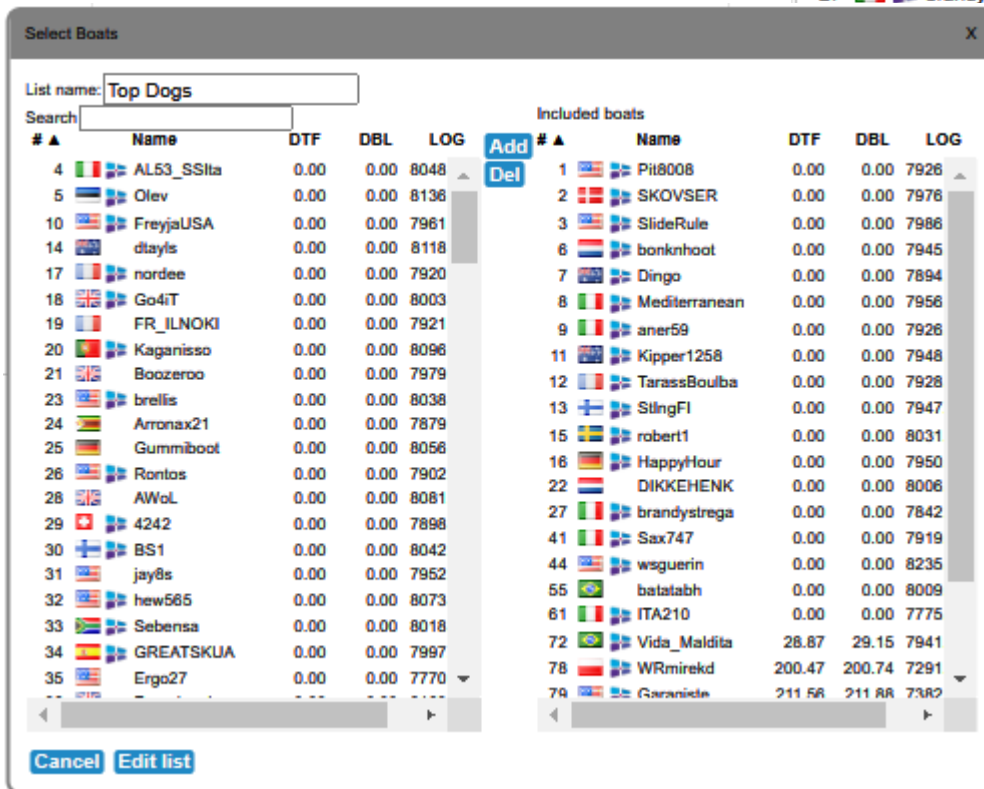 Select Boats X
List name: Top Dogs
Search
# ▲ Name DTF DBL LOG
4 AL53_SSIta 0.00 0.00 8048
5 Olev 0.00 0.00 8136
10 FreyjaUSA 0.00 0.00 7961
14 dtayls 0.00 0.00 8118
17 nordee 0.00 0.00 7920
18 Go4iT 0.00 0.00 8003
19 FR_ILNOKI 0.00 0.00 7921
20 Kaganisso 0.00 0.00 8096
21 Boozeroo 0.00 0.00 7979
23 brellis 0.00 0.00 8038
24 Arronax21 0.00 0.00 7879
25 Gummiboot 0.00 0.00 8056
26 Rontos 0.00 0.00 7902
28 AWoL 0.00 0.00 8081
29 4242 0.00 0.00 7898
30 BS1 0.00 0.00 8042
31 jay8s 0.00 0.00 7952
32 hew565 0.00 0.00 8073
33 Sebensa 0.00 0.00 8018
34 GREATSKUA 0.00 0.00 7997
35 Ergo27 0.00 0.00 7770
Add
Del
Included boats
# ▲ Name DTF DBL LOG
1 Pit8008 0.00 0.00 7926
2 SKOVSER 0.00 0.00 7976
3 SlideRule 0.00 0.00 7986
6 bonknhoot 0.00 0.00 7945
7 Dingo 0.00 0.00 7894
8 Mediterranean 0.00 0.00 7956
9 aner59 0.00 0.00 7926
11 Kipper1258 0.00 0.00 7948
12 TarassBoulba 0.00 0.00 7928
13 StIngFI 0.00 0.00 7947
15 robert1 0.00 0.00 8031
16 HappyHour 0.00 0.00 7950
22 DIKKEHENK 0.00 0.00 8006
27 brandystrega 0.00 0.00 7842
41 Sax747 0.00 0.00 7919
44 wsguerin 0.00 0.00 8235
55 batatabh 0.00 0.00 8009
61 ITA210 0.00 0.00 7775
72 Vida_Maldita 28.87 29.15 7941
78 WRmirekd 200.47 200.74 7291
79 Garaniste 211.56 211.88 7382
Cancel Edit list